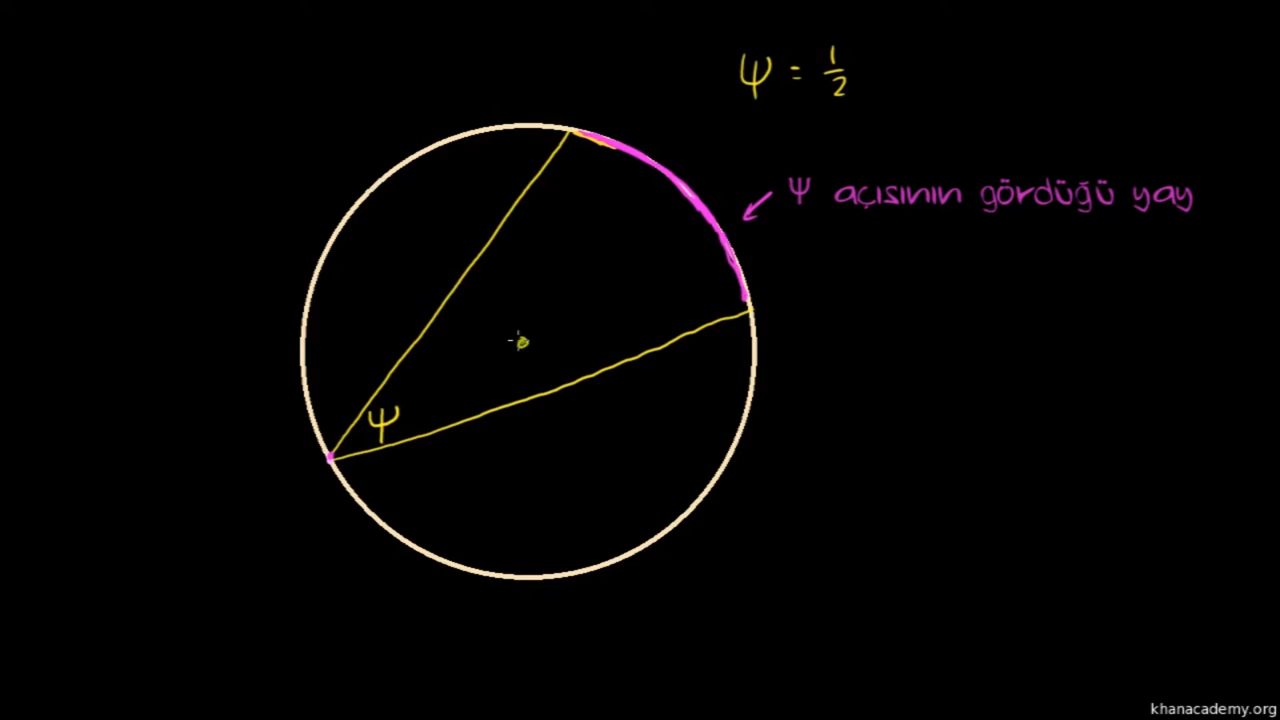 ψ = 1/2
ψ açısının gördüğü yay
ψ
khanacademy.org